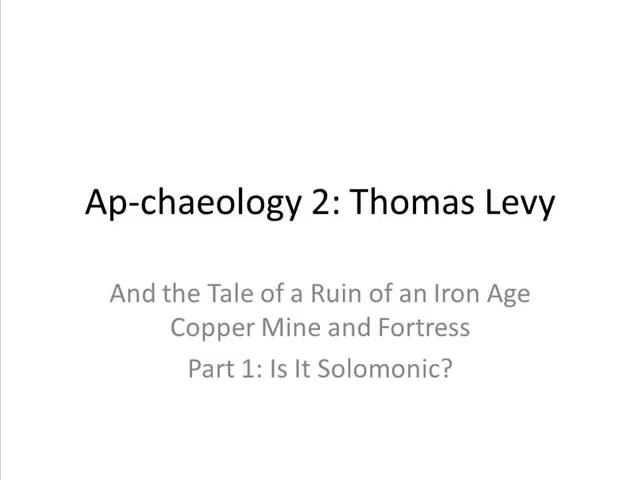 Ap-chaeology 2: Thomas Levy
And the Tale of a Ruin of an Iron Age
Copper Mine and Fortress
Part 1: Is It Solomonic?